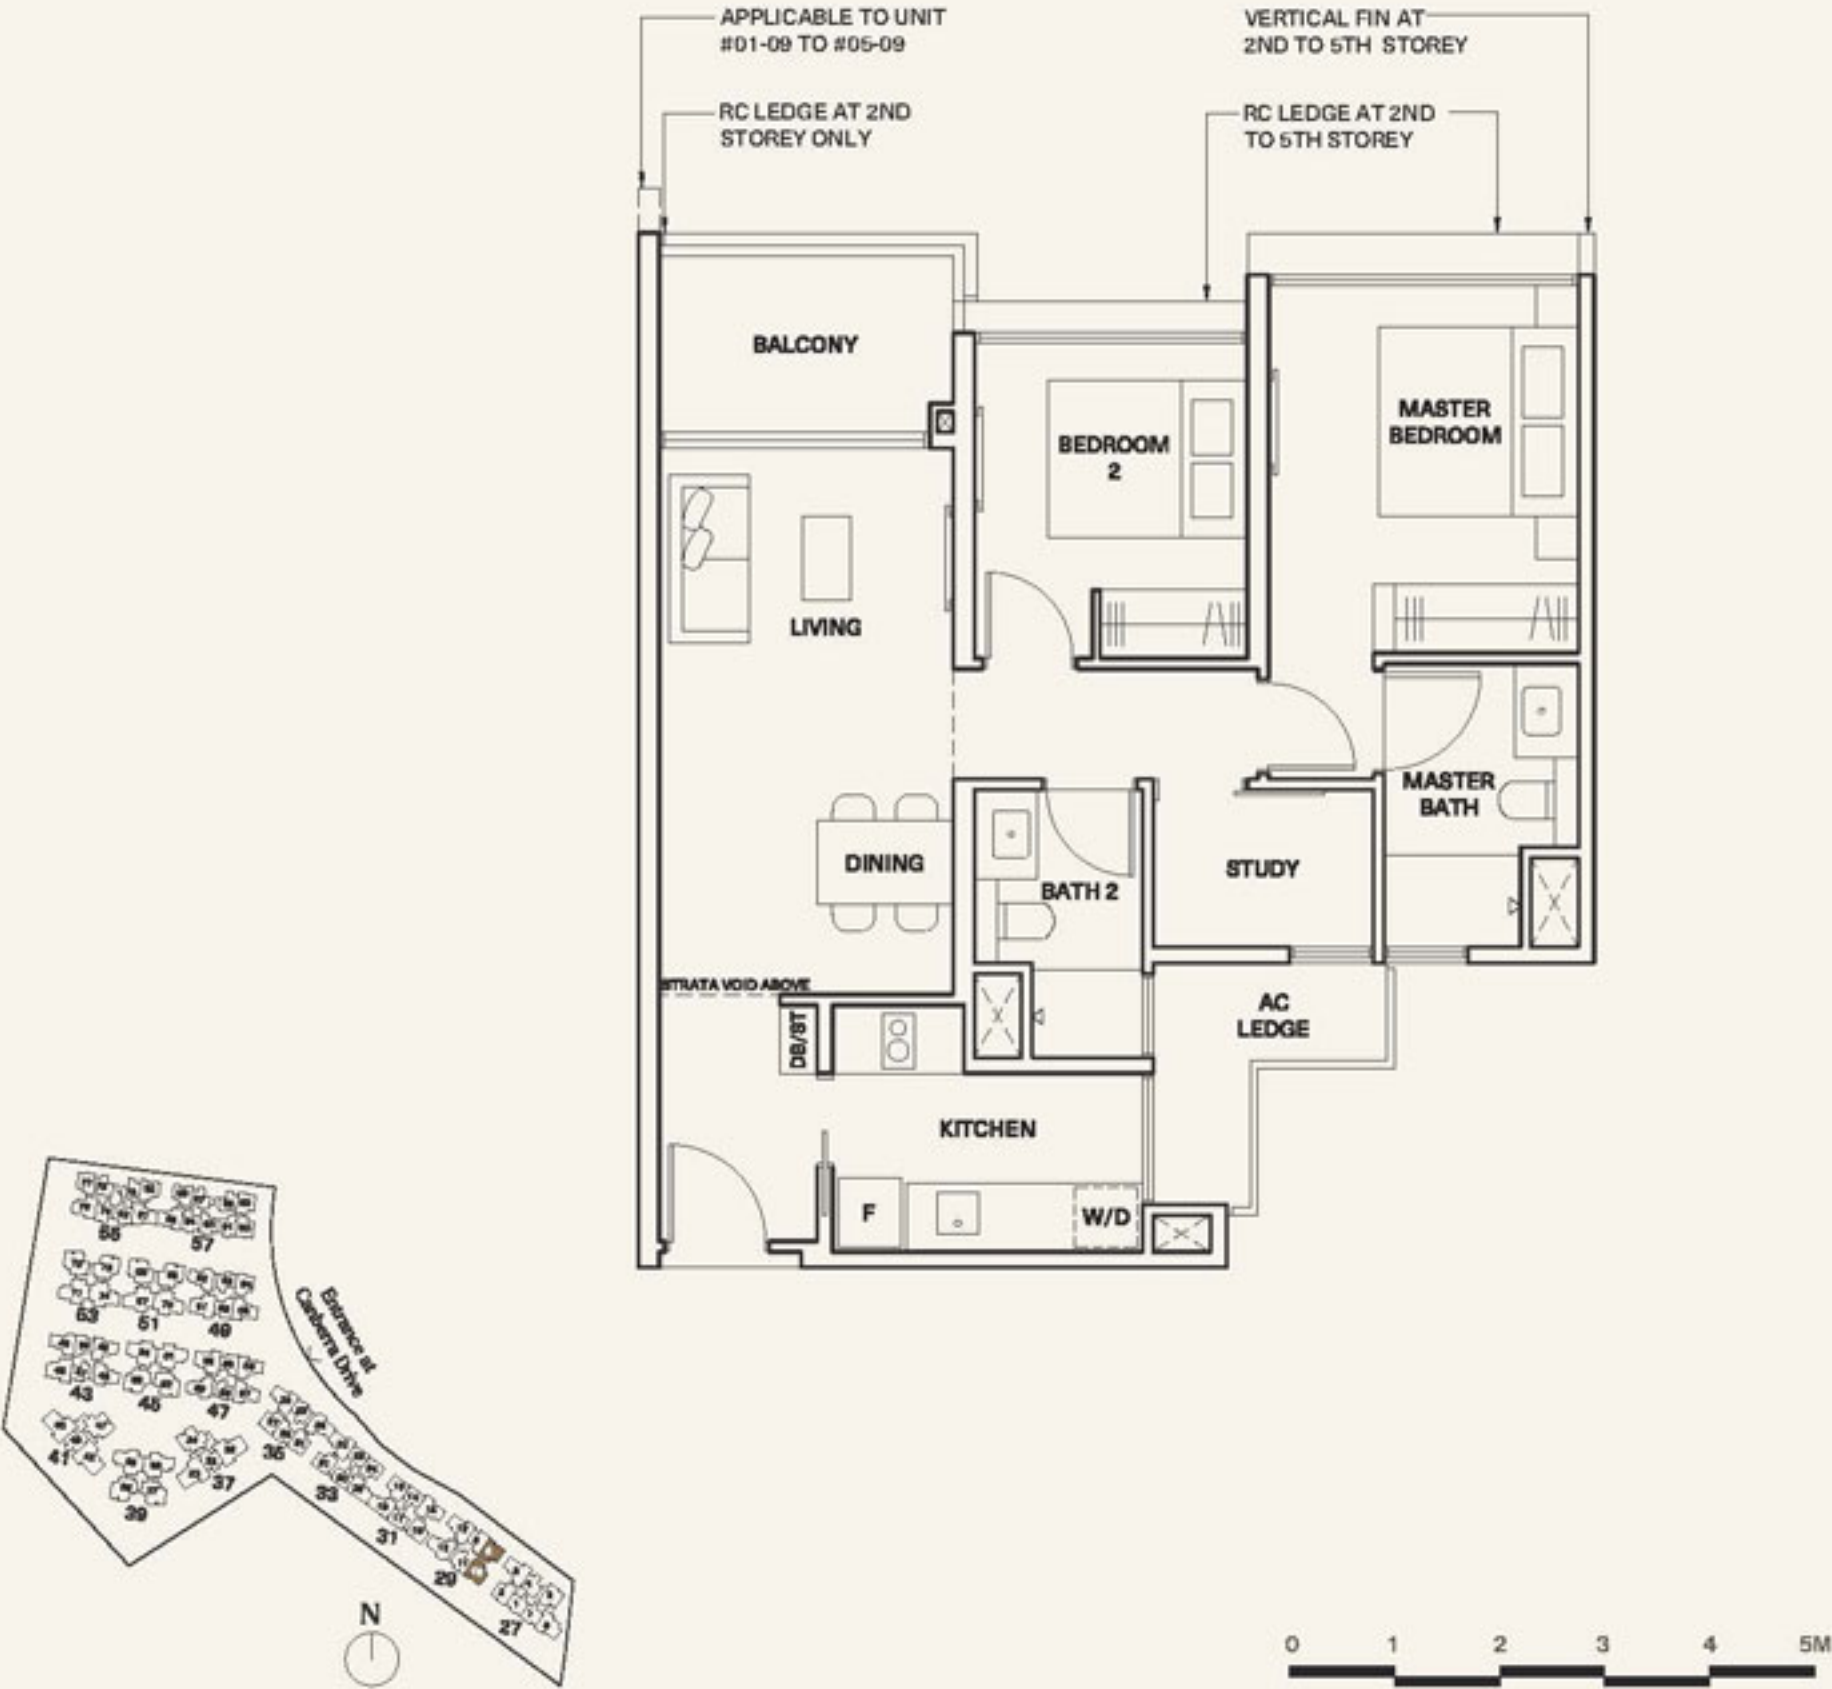 APPLICABLE TO UNIT
#01-09 TO #05-09
VERTICAL FIN AT
2ND TO 5TH STOREY
RC LEDGE AT 2ND
STOREY ONLY
RC LEDGE AT 2ND
TO 5TH STOREY
BALCONY
BEDROOM
2
MASTER
BEDROOM
LIVING
MASTER
BATH
DINING
STUDY
BATH 2
STRATA VOID ABOVE
DB/ST
AC
LEDGE
KITCHEN
F
W/D
55
57
Entrance at
Canberra Drive
53
51
49
43
45
47
41
35
37
39
33
31
29
27
N
0 1 2 3 4 5M